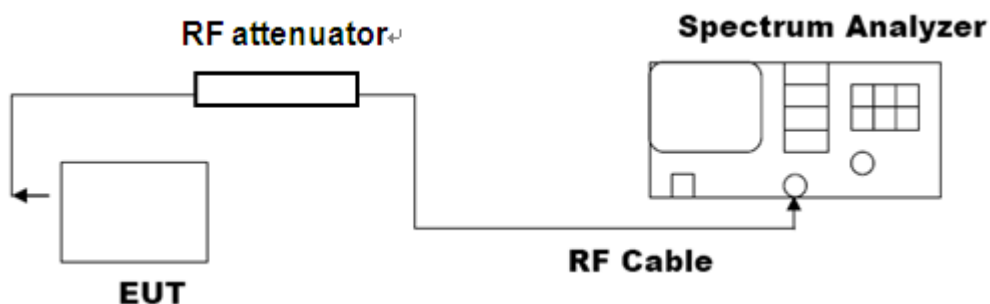 RF attenuator↵
Spectrum Analyzer
RF Cable
EUT